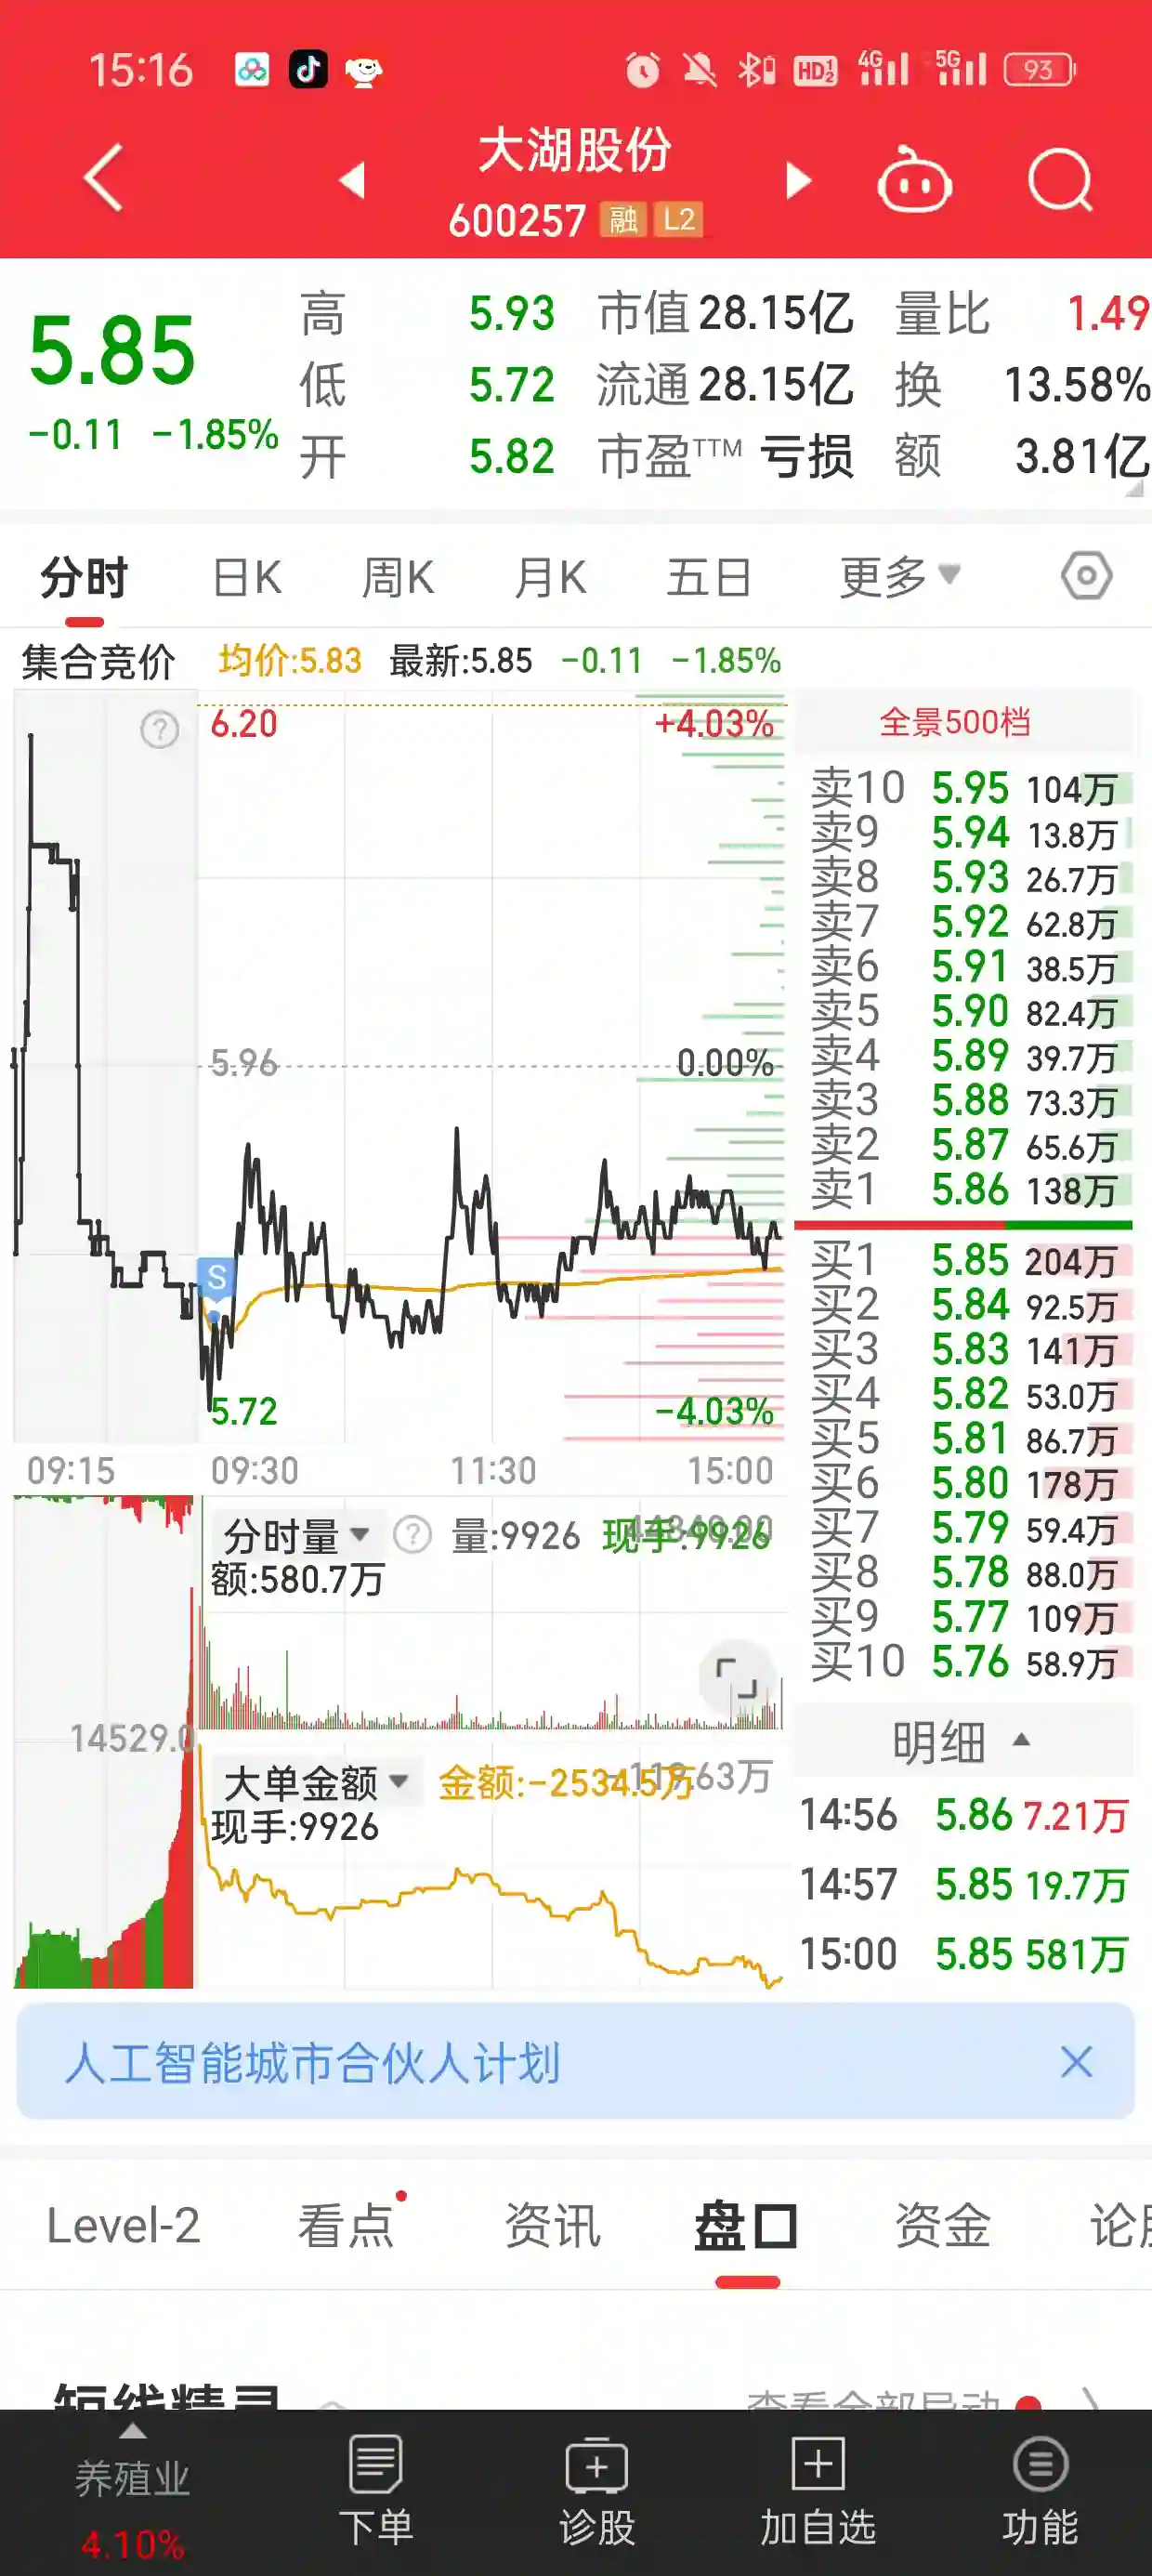 15:16 HD 1 2 4G 5G 93
大湖股份
600257 融 L2
5.85
-0.11 -1.85%
高 5.93 市值 28.15亿 量比 1.49
低 5.72 流通 28.15亿 换 13.58%
开 5.82 市盈TTM 亏损 额 3.81亿
分时 日K 周K 月K 五日 更多
集合竞价 均价:5.83 最新:5.85 -0.11 -1.85%
6.20 +4.03%
5.96 0.00%
S
5.72 -4.03%
09:15 09:30 11:30 15:00
全景500档
卖10 5.95 104万
卖9 5.94 13.8万
卖8 5.93 26.7万
卖7 5.92 62.8万
卖6 5.91 38.5万
卖5 5.90 82.4万
卖4 5.89 39.7万
卖3 5.88 73.3万
卖2 5.87 65.6万
卖1 5.86 138万
买1 5.85 204万
买2 5.84 92.5万
买3 5.83 141万
买4 5.82 53.0万
买5 5.81 86.7万
买6 5.80 178万
买7 5.79 59.4万
买8 5.78 88.0万
买9 5.77 109万
买10 5.76 58.9万
分时量 ? 量:9926 现手:9926
额:580.7万
14529.0
大单金额 金额:-2534.5万
现手:9926
明细
14:56 5.86 7.21万
14:57 5.85 19.7万
15:00 5.85 581万
人工智能城市合伙人计划
Level-2 看点 资讯 盘口 资金 论股
短线精灵 查看全部异动
养殖业
4.10%
下单 诊股 加自选 功能